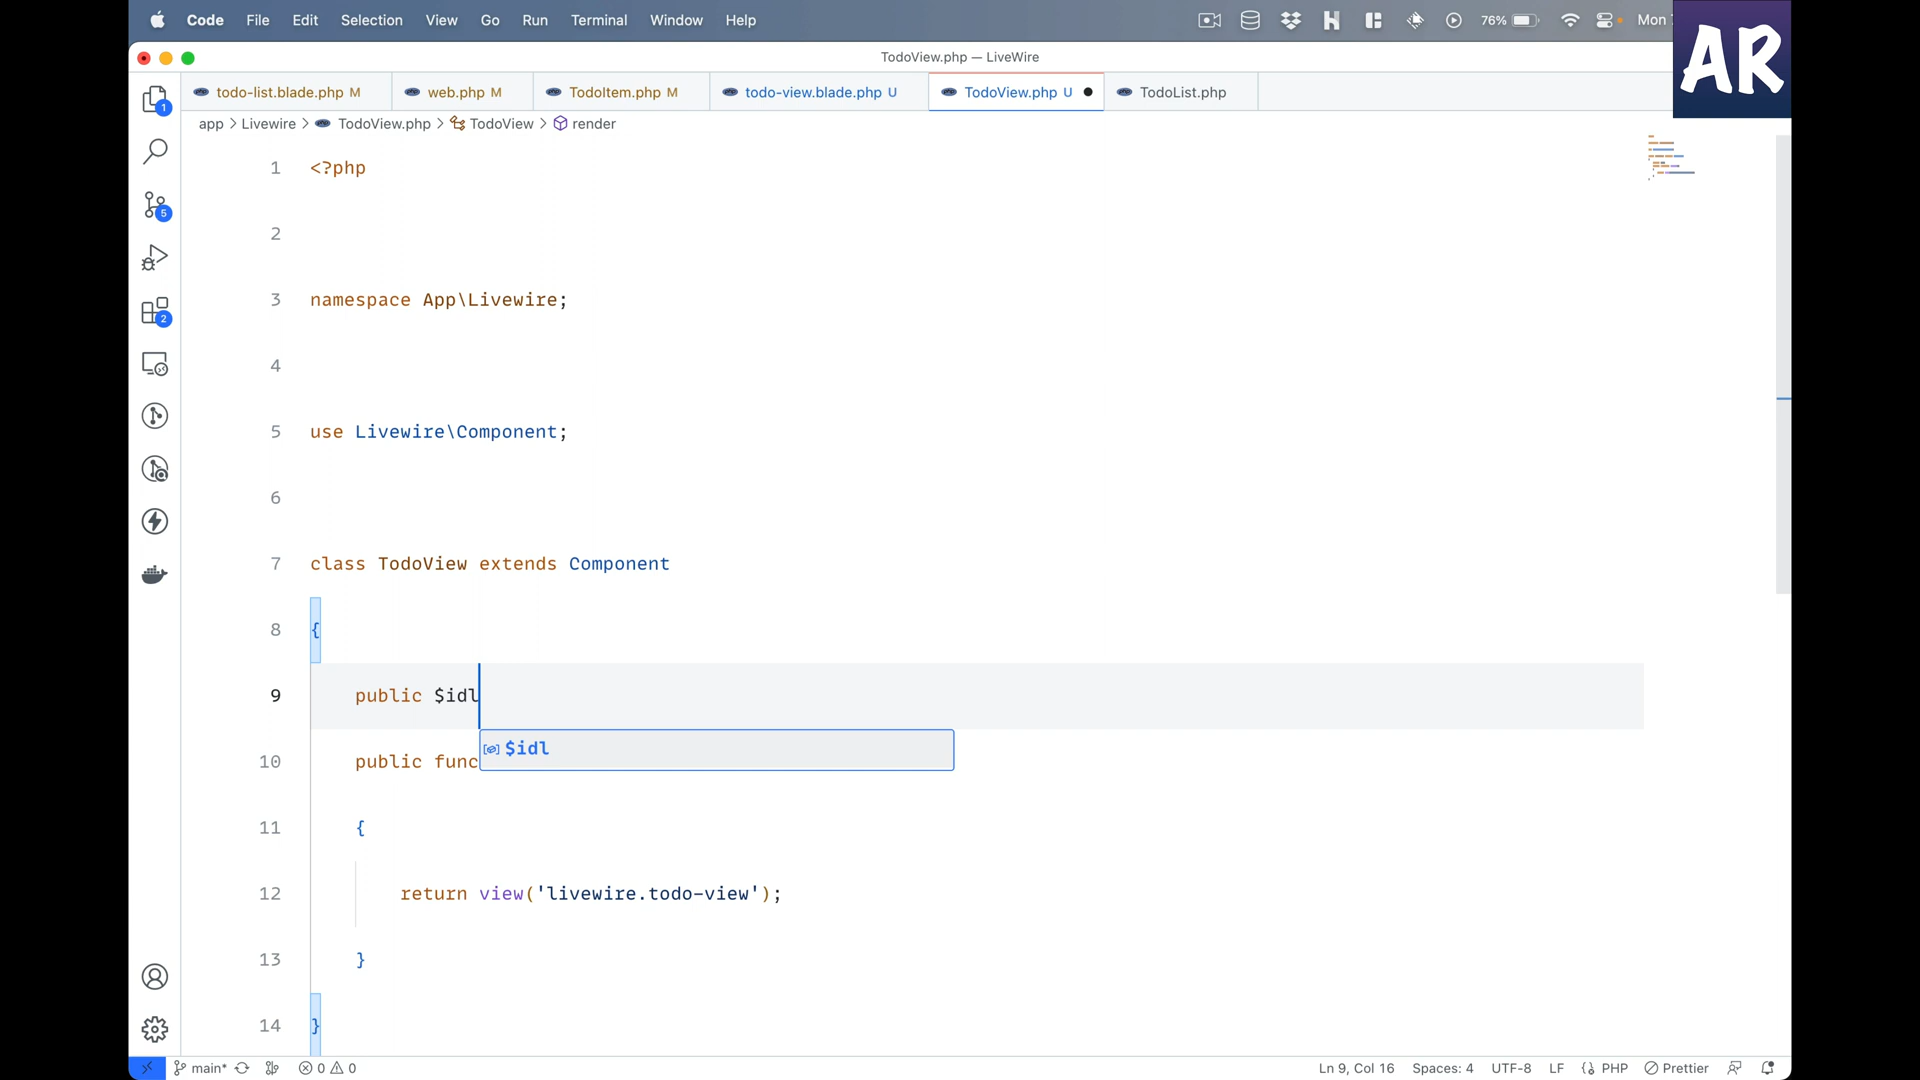 Code File Edit Selection View Go Run Terminal Window Help 76% Mon
AR
TodoView.php — LiveWire
todo-list.blade.php M web.php M TodoItem.php M todo-view.blade.php U TodoView.php U TodoList.php
app > Livewire > TodoView.php > TodoView > render
1 <?php
2
3 namespace App\Livewire;
4
5 use Livewire\Component;
6
7 class TodoView extends Component
8 {
9 public $idl
$idl
10 public func
11 {
12 return view('livewire.todo-view');
13 }
14 }
1
5
2
main* 0 0 Ln 9, Col 16 Spaces: 4 UTF-8 LF PHP Prettier